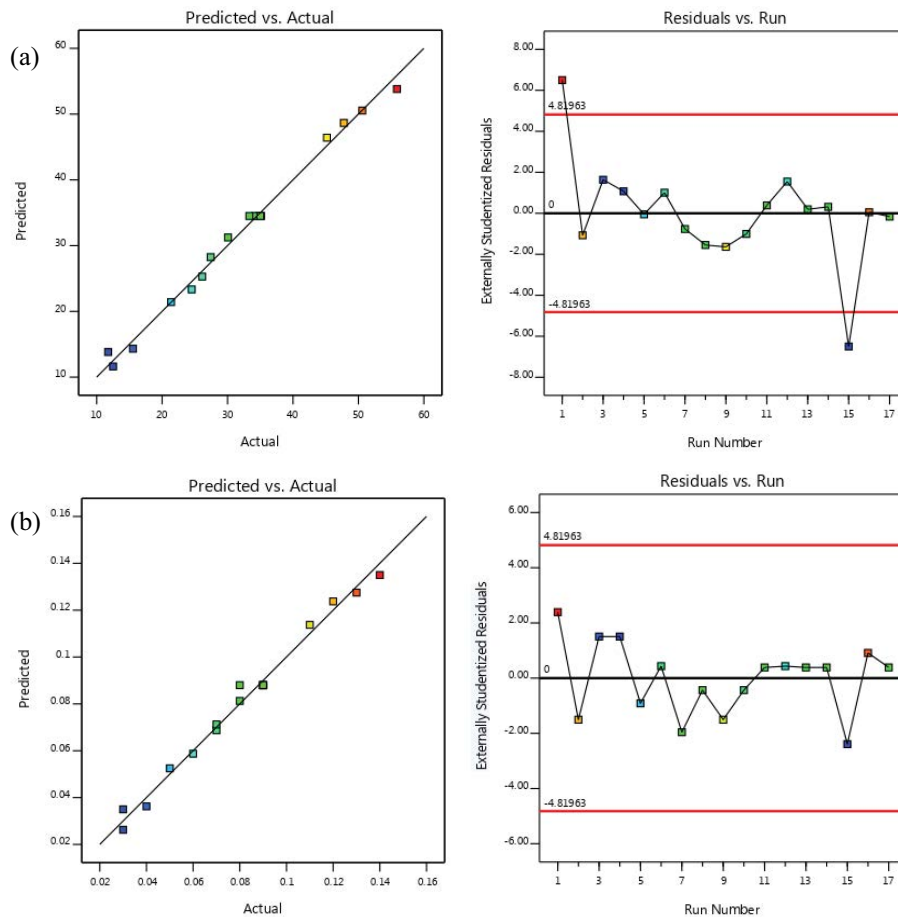 (a)
Predicted vs. Actual
60
50
40
30
20
10
Predicted
10 20 30 40 50 60
Actual
Residuals vs. Run
8.00
6.00
4.00
2.00
0.00
-2.00
-4.00
-6.00
-8.00
4.81963
0
-4.81963
Externally Studentized Residuals
1 3 5 7 9 11 13 15 17
Run Number
(b)
Predicted vs. Actual
0.16
0.14
0.12
0.1
0.08
0.06
0.04
0.02
Predicted
0.02 0.04 0.06 0.08 0.1 0.12 0.14 0.16
Actual
Residuals vs. Run
6.00
4.00
2.00
0.00
-2.00
-4.00
-6.00
4.81963
0
-4.81963
Externally Studentized Residuals
1 3 5 7 9 11 13 15 17
Run Number